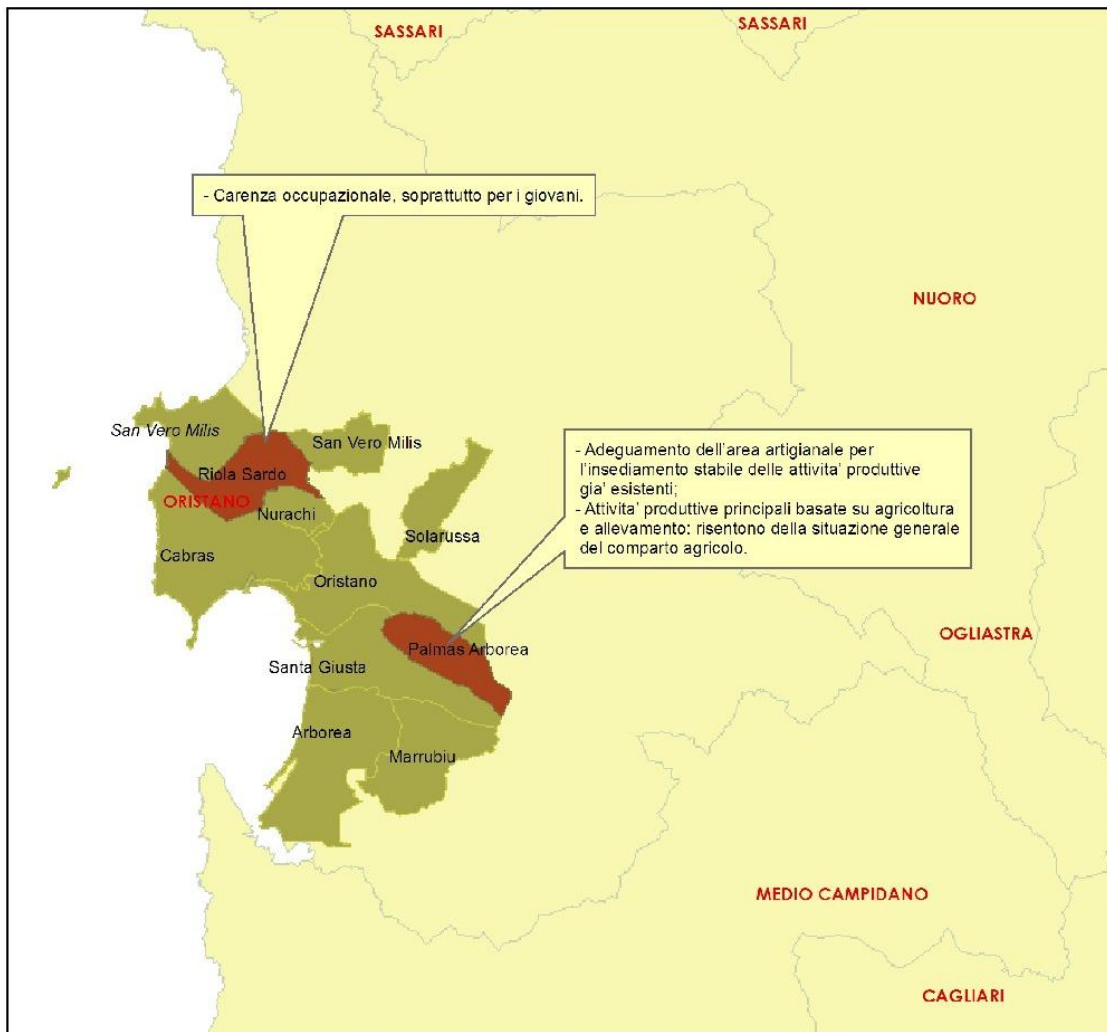 SASSARI
SASSARI
- Carenza occupazionale, soprattutto per i giovani.
NUORO
San Vero Milis
San Vero Milis
Riola Sardo
ORISTANO
Nurachi
Solarussa
Cabras
Oristano
- Adeguamento dell'area artigianale per
l'insediamento stabile delle attivita' produttive
gia' esistenti;
- Attivita' produttive principali basate su agricoltura
e allevamento: risentono della situazione generale
del comparto agricolo.
OGLIASTRA
Palmas Arborea
Santa Giusta
Arborea
Marrubiu
MEDIO CAMPIDANO
CAGLIARI